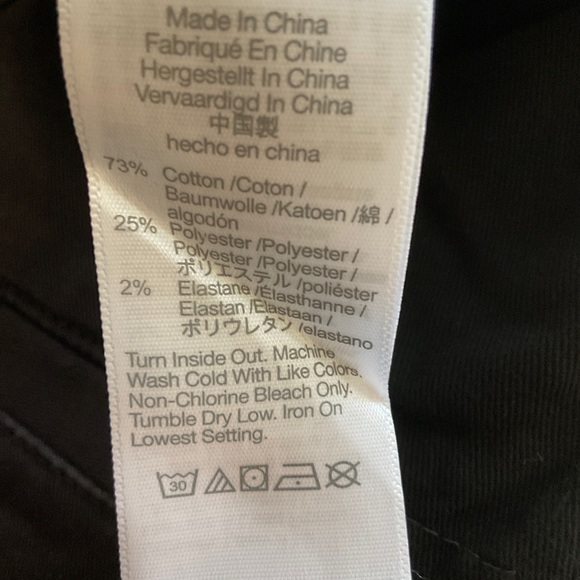 Made In China
Fabriqué En Chine
Hergestellt In China
Vervaardigd In China
中国製
hecho en china
73% Cotton /Coton /
Baumwolle /Katoen /綿 /
algodón
25% Polyester /Polyester /
Polyester /Polyester /
ポリエステル /poliéster
2% Elastane /Élasthanne /
Elastan /Elastaan /
ポリウレタン /elastano
Turn Inside Out. Machine
Wash Cold With Like Colors.
Non-Chlorine Bleach Only.
Tumble Dry Low. Iron On
Lowest Setting.
30